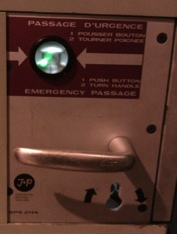 PASSAGE D'URGENCE
1 POUSSER BOUTON
2 TOURNER POIGNEE
1 PUSH BUTTON
2 TURN HANDLE
EMERGENCY PASSAGE